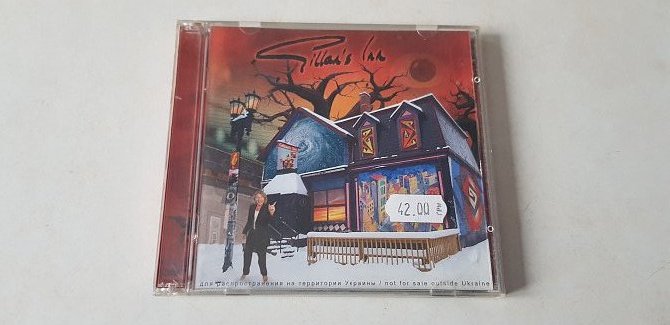 Gillan's Inn
42.00
для распространения на территории Украины / not for sale outside Ukraine